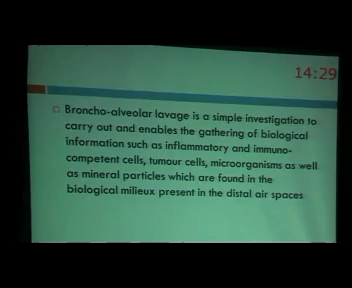 14:29
Broncho-alveolar lavage is a simple investigation to
carry out and enables the gathering of biological
information such as inflammatory and immuno-
competent cells, tumour cells, microorganisms as well
as mineral particles which are found in the
biological milieux present in the distal air spaces